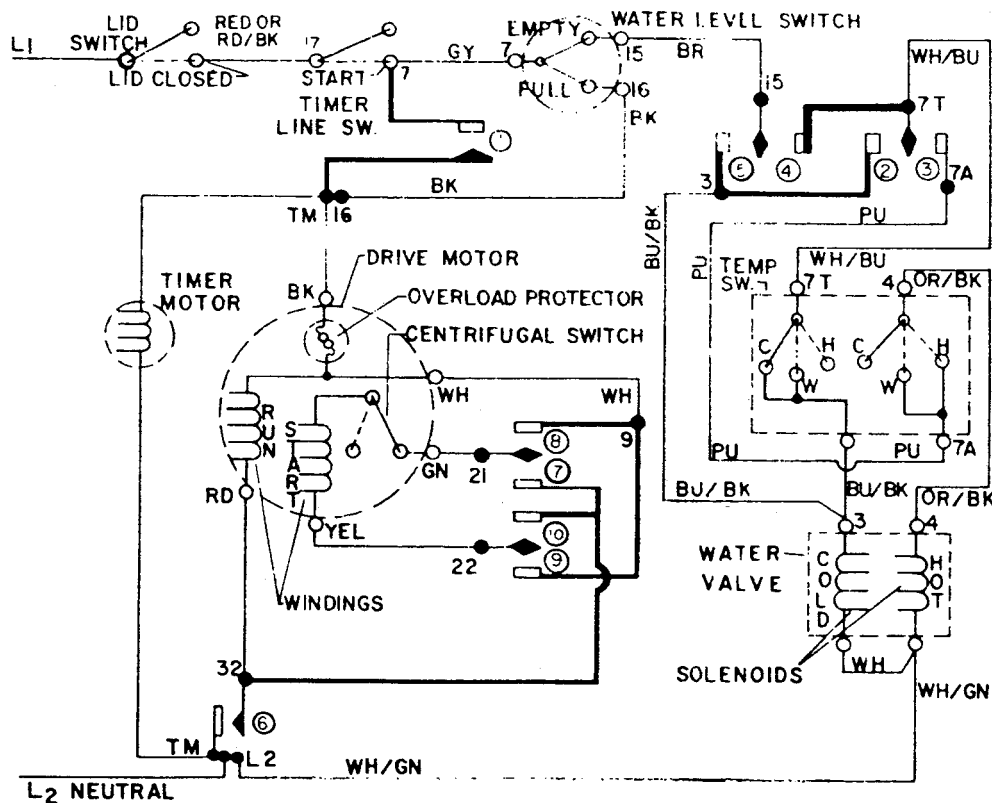 LID
SWITCH
L1
RED OR
RD/BK
LID CLOSED
17
START
7
TIMER
LINE SW.
GY
7
EMPTY
FULL
WATER LEVEL SWITCH
15
16
BR
BK
15
WH/BU
7T
1
5
4
2
3
3
7A
BK
TM
16
PU
BU/BK
PU
WH/BU
TEMP
SW.
7T
4
OR/BK
TIMER
MOTOR
BK
DRIVE MOTOR
OVERLOAD PROTECTOR
CENTRIFUGAL SWITCH
C
H
W
C
H
W
WH
WH
9
RUN
START
8
7
GN
21
10
9
RD
YEL
22
WINDINGS
PU
PU
7A
BU/BK
BU/BK
OR/BK
3
4
WATER
VALVE
COLD
HOT
WH
SOLENOIDS
WH/GN
32
6
TM
L2
WH/GN
L2 NEUTRAL